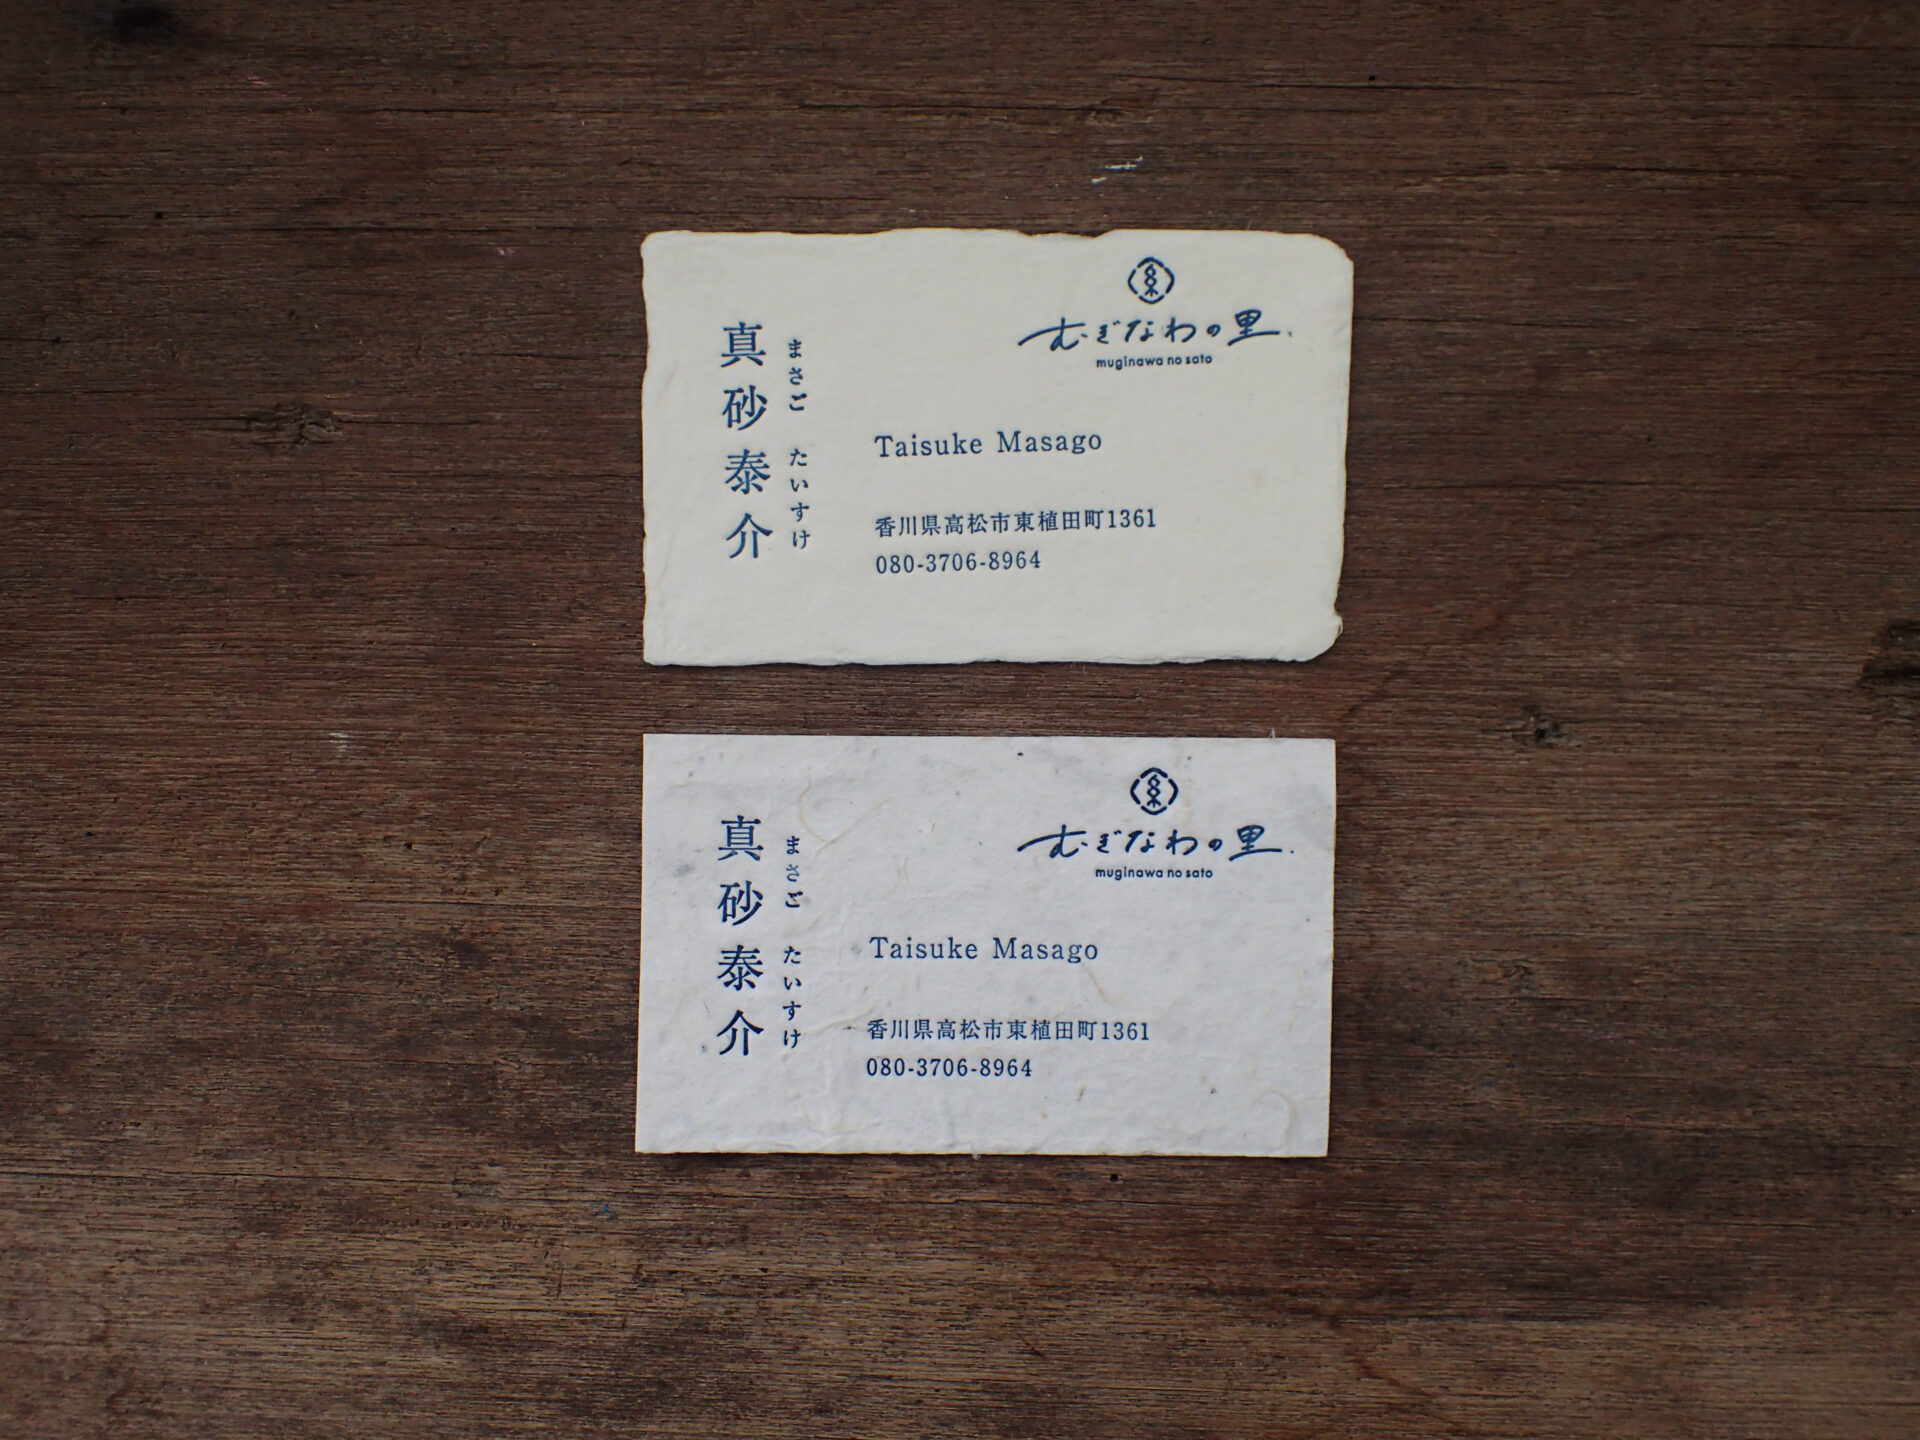 むぎなわの里
muginawa no sato
真砂泰介
まさご たいすけ
Taisuke Masago
香川県高松市東植田町1361
080-3706-8964
むぎなわの里
muginawa no sato
真砂泰介
まさご たいすけ
Taisuke Masago
香川県高松市東植田町1361
080-3706-8964